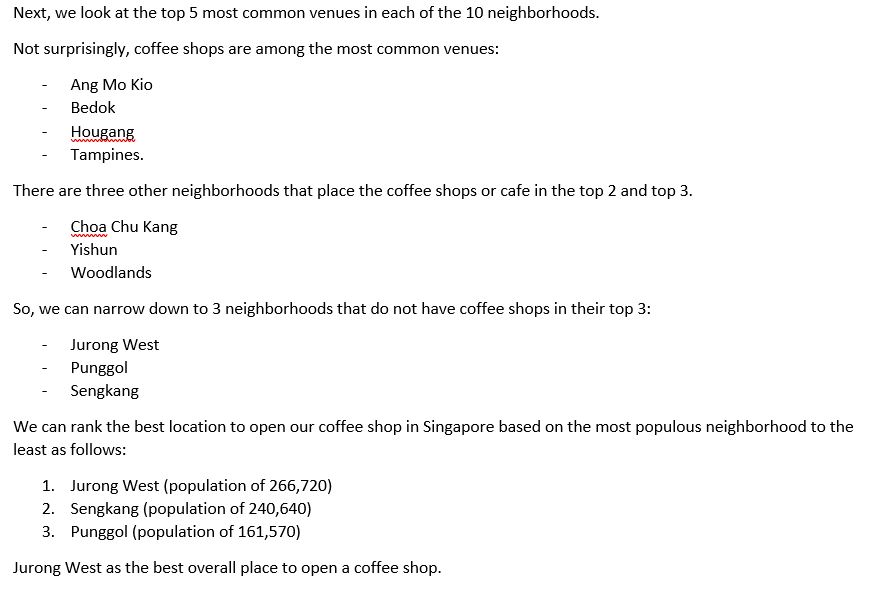 Next, we look at the top 5 most common venues in each of the 10 neighborhoods.
Not surprisingly, coffee shops are among the most common venues:
- Ang Mo Kio
- Bedok
- Hougang
- Tampines.
There are three other neighborhoods that place the coffee shops or cafe in the top 2 and top 3.
- Choa Chu Kang
- Yishun
- Woodlands
So, we can narrow down to 3 neighborhoods that do not have coffee shops in their top 3:
- Jurong West
- Punggol
- Sengkang
We can rank the best location to open our coffee shop in Singapore based on the most populous neighborhood to the
least as follows:
1. Jurong West (population of 266,720)
2. Sengkang (population of 240,640)
3. Punggol (population of 161,570)
Jurong West as the best overall place to open a coffee shop.